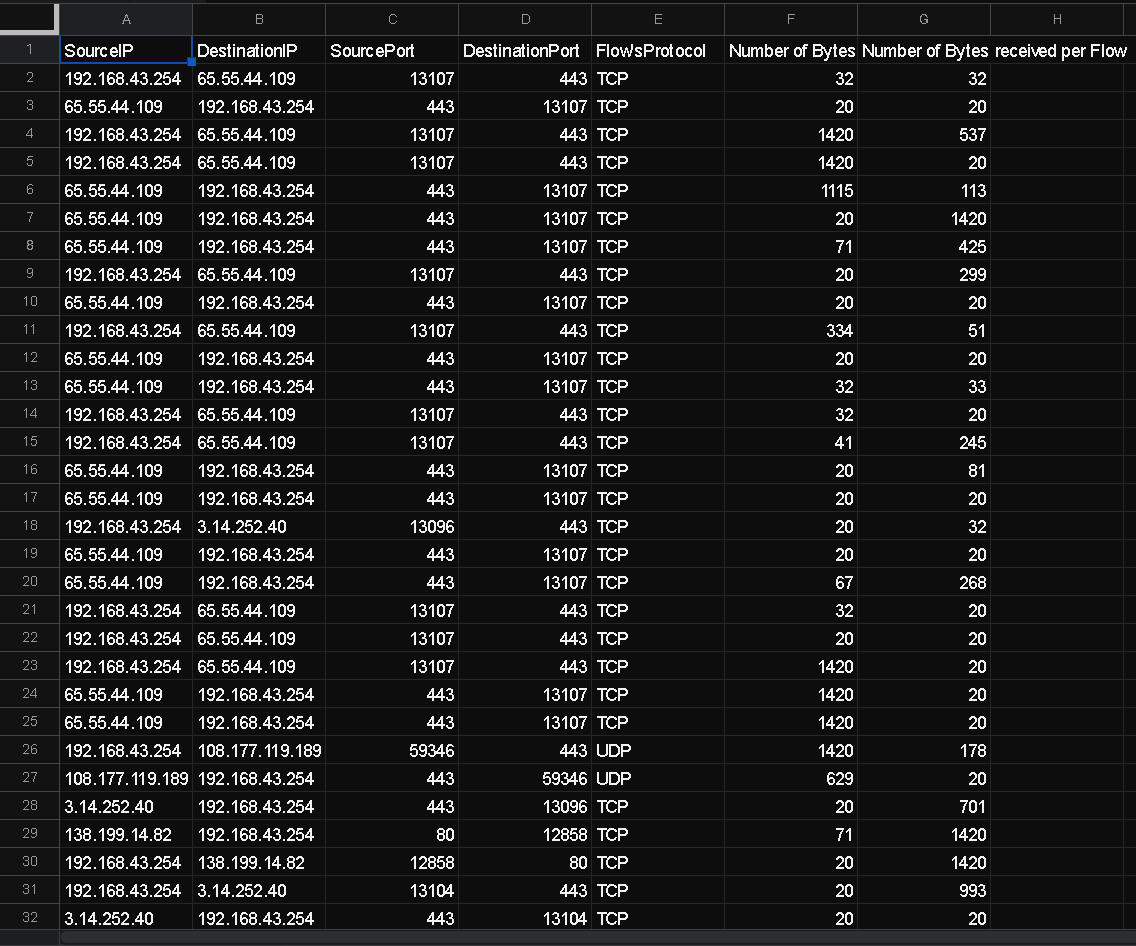 A B C D E F G H
1 SourceIP DestinationIP SourcePort DestinationPort Flow'sProtocol Number of Bytes Number of Bytes received per Flow
2 192.168.43.254 65.55.44.109 13107 443 TCP 32 32
3 65.55.44.109 192.168.43.254 443 13107 TCP 20 20
4 192.168.43.254 65.55.44.109 13107 443 TCP 1420 537
5 192.168.43.254 65.55.44.109 13107 443 TCP 1420 20
6 65.55.44.109 192.168.43.254 443 13107 TCP 1115 113
7 65.55.44.109 192.168.43.254 443 13107 TCP 20 1420
8 65.55.44.109 192.168.43.254 443 13107 TCP 71 425
9 192.168.43.254 65.55.44.109 13107 443 TCP 20 299
10 65.55.44.109 192.168.43.254 443 13107 TCP 20 20
11 192.168.43.254 65.55.44.109 13107 443 TCP 334 51
12 65.55.44.109 192.168.43.254 443 13107 TCP 20 20
13 65.55.44.109 192.168.43.254 443 13107 TCP 32 33
14 192.168.43.254 65.55.44.109 13107 443 TCP 32 20
15 192.168.43.254 65.55.44.109 13107 443 TCP 41 245
16 65.55.44.109 192.168.43.254 443 13107 TCP 20 81
17 65.55.44.109 192.168.43.254 443 13107 TCP 20 20
18 192.168.43.254 3.14.252.40 13096 443 TCP 20 32
19 65.55.44.109 192.168.43.254 443 13107 TCP 20 20
20 65.55.44.109 192.168.43.254 443 13107 TCP 67 268
21 192.168.43.254 65.55.44.109 13107 443 TCP 32 20
22 192.168.43.254 65.55.44.109 13107 443 TCP 20 20
23 192.168.43.254 65.55.44.109 13107 443 TCP 1420 20
24 65.55.44.109 192.168.43.254 443 13107 TCP 1420 20
25 65.55.44.109 192.168.43.254 443 13107 TCP 1420 20
26 192.168.43.254 108.177.119.189 59346 443 UDP 1420 178
27 108.177.119.189 192.168.43.254 443 59346 UDP 629 20
28 3.14.252.40 192.168.43.254 443 13096 TCP 20 701
29 138.199.14.82 192.168.43.254 80 12858 TCP 71 1420
30 192.168.43.254 138.199.14.82 12858 80 TCP 20 1420
31 192.168.43.254 3.14.252.40 13104 443 TCP 20 993
32 3.14.252.40 192.168.43.254 443 13104 TCP 20 20